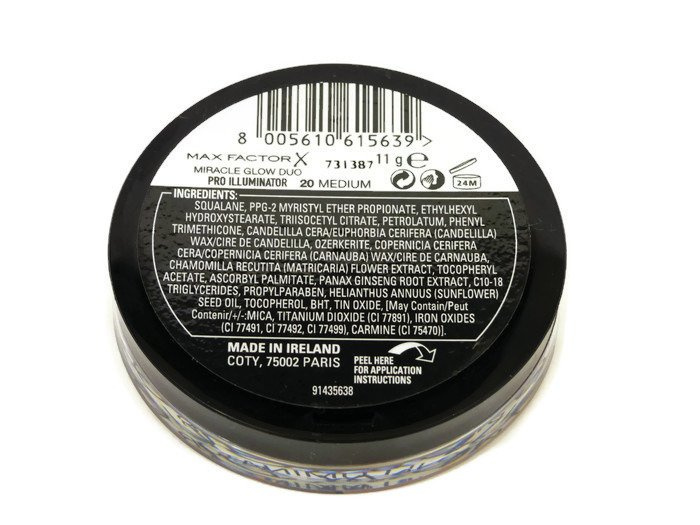 8 005610 615639 >
MAX FACTOR X 731387 11 g e
MIRACLE GLOW DUO
PRO ILLUMINATOR 20 MEDIUM 24M
INGREDIENTS:
SQUALANE, PPG-2 MYRISTYL ETHER PROPIONATE, ETHYLHEXYL
HYDROXYSTEARATE, TRIISOCETYL CITRATE, PETROLATUM, PHENYL
TRIMETHICONE, CANDELILLA CERA/EUPHORBIA CERIFERA (CANDELILLA)
WAX/CIRE DE CANDELILLA, OZERKERITE, COPERNICIA CERIFERA
CERA/COPERNICIA CERIFERA (CARNAUBA) WAX/CIRE DE CARNAUBA,
CHAMOMILLA RECUTITA (MATRICARIA) FLOWER EXTRACT, TOCOPHERYL
ACETATE, ASCORBYL PALMITATE, PANAX GINSENG ROOT EXTRACT, C10-18
TRIGLYCERIDES, PROPYLPARABEN, HELIANTHUS ANNUUS (SUNFLOWER)
SEED OIL, TOCOPHEROL, BHT, TIN OXIDE, [May Contain/Peut
Contenir/+/-:MICA, TITANIUM DIOXIDE (CI 77891), IRON OXIDES
(CI 77491, CI 77492, CI 77499), CARMINE (CI 75470)].
MADE IN IRELAND
COTY, 75002 PARIS
PEEL HERE
FOR APPLICATION
INSTRUCTIONS
91435638